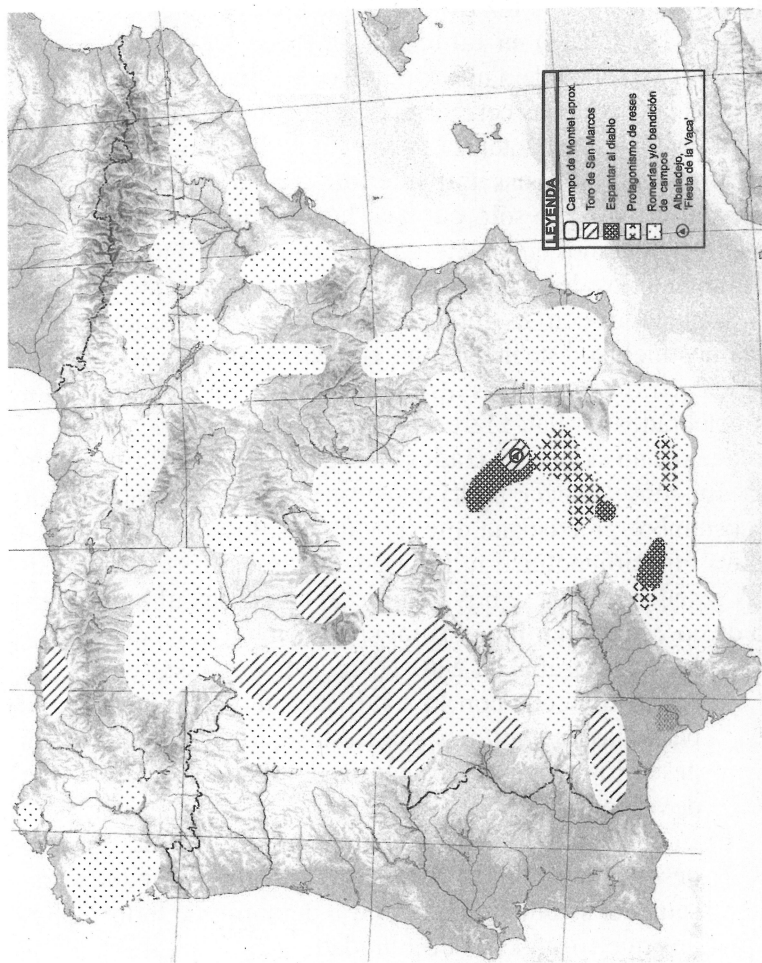 LEYENDA
Campo de Montiel aprox.
Toro de San Marcos
Espantar al diablo
Protagonismo de reses
Romerías y/o bendición
de campos
Albaladejo,
'Fiesta de la Vaca'